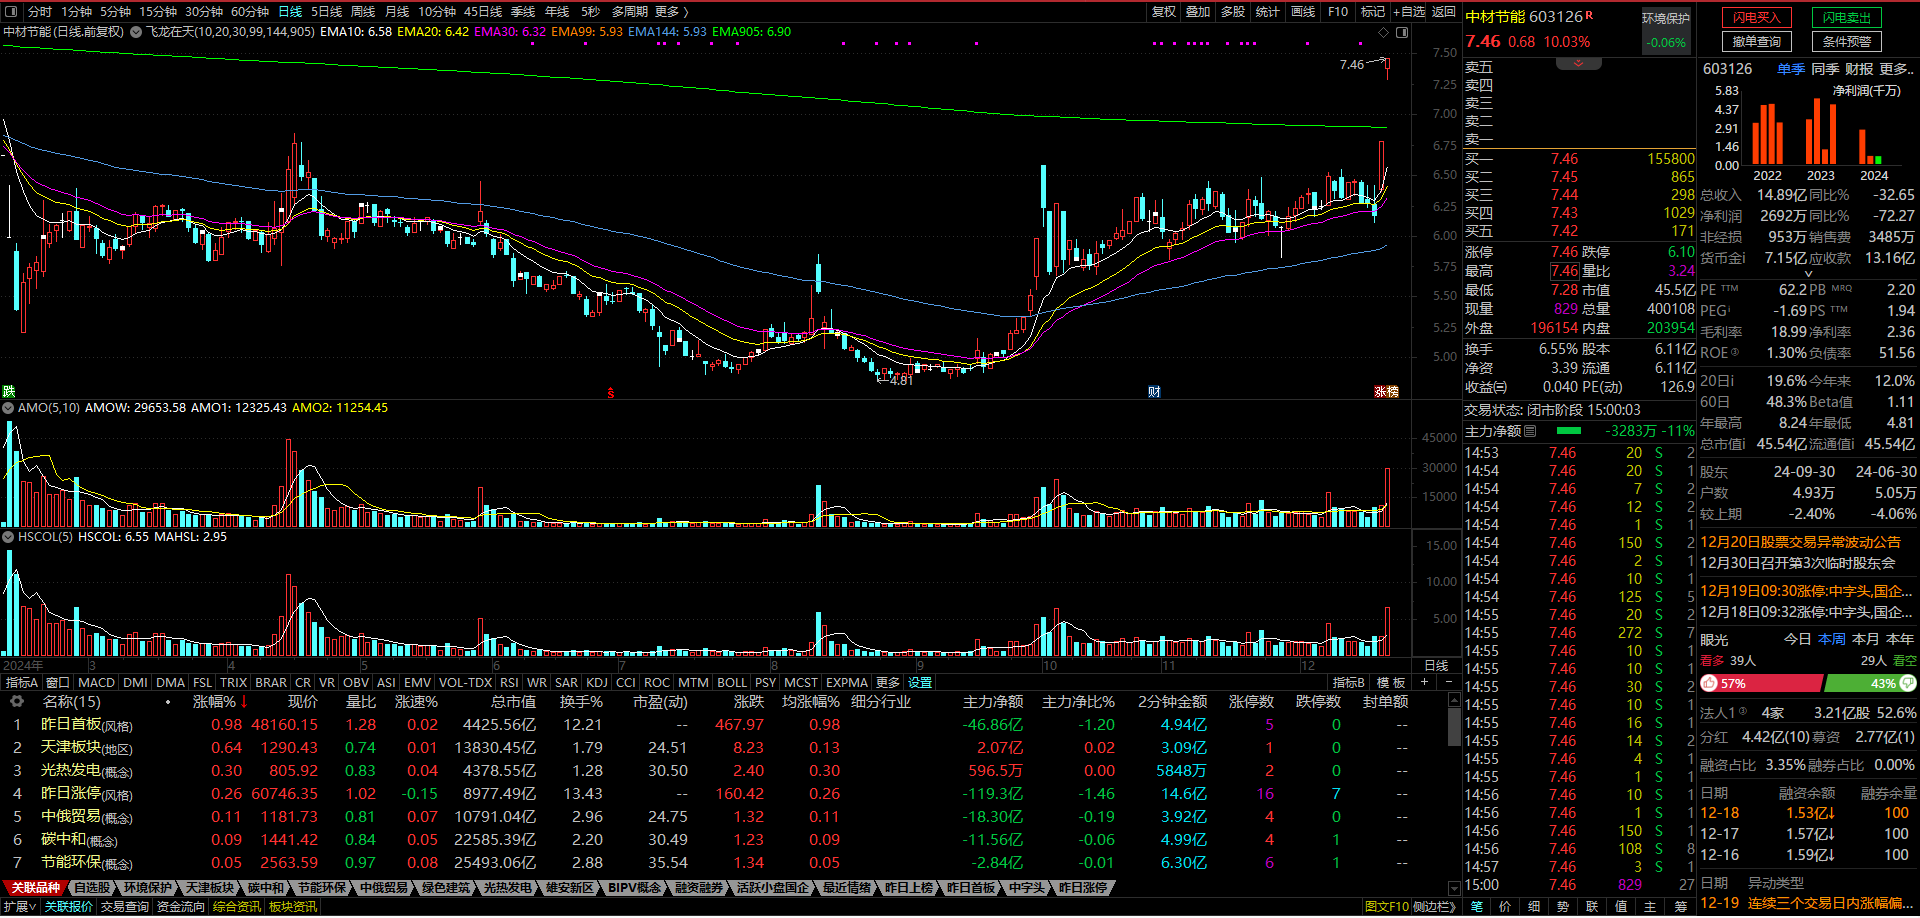 分时 1分钟 5分钟 15分钟 30分钟 60分钟 日线 5日线 周线 月线 10分钟 45日线 季线 年线 5秒 多周期 更多 〉 复权 叠加 多股 统计 画线 F10 标记 +自选 返回
中材节能(日线,前复权) 飞龙在天(10,20,30,99,144,905) EMA10: 6.58 EMA20: 6.42 EMA30: 6.32 EMA99: 5.93 EMA144: 5.93 EMA905: 6.90
7.50
7.46
7.25
7.00
6.75
6.50
6.25
6.00
5.75
5.50
5.25
5.00
4.81
跌 S 财 涨 榜
AMO(5,10) AMOW: 29653.58 AMO1: 12325.43 AMO2: 11254.45
45000
30000
15000
HSCOL(5) HSCOL: 6.55 MAHSL: 2.95
15.00
10.00
5.00
2024年 3 4 5 6 7 8 9 10 11 12 日线
指标A 窗口 MACD DMI DMA FSL TRIX BRAR CR VR OBV ASI EMV VOL-TDX RSI WR SAR KDJ CCI ROC MTM BOLL PSY MCST EXPMA 更多 设置 指标B 模板 + −
名称(15) 涨幅%↓ 现价 量比 涨速% 总市值 换手% 市盈(动) 涨跌 均涨幅% 细分行业 主力净额 主力净比% 2分钟金额 涨停数 跌停数 封单额
1 昨日首板(风格) 0.98 48160.15 1.28 0.02 4425.56亿 12.21 -- 467.97 0.98 -46.86亿 -1.20 4.94亿 5 0 --
2 天津板块(地区) 0.64 1290.43 0.74 0.01 13830.45亿 1.79 24.51 8.23 0.13 2.07亿 0.02 3.09亿 1 0 --
3 光热发电(概念) 0.30 805.92 0.83 0.04 4378.55亿 1.28 30.50 2.40 0.30 596.5万 0.00 5848万 2 0 --
4 昨日涨停(风格) 0.26 60746.35 1.02 -0.15 8977.49亿 13.43 -- 160.42 0.26 -119.3亿 -1.46 14.6亿 16 7 --
5 中俄贸易(概念) 0.11 1181.73 0.81 0.07 10791.04亿 2.96 24.75 1.32 0.11 -18.30亿 -0.19 3.92亿 4 0 --
6 碳中和(概念) 0.09 1441.42 0.84 0.05 22585.39亿 2.20 30.49 1.23 0.09 -11.56亿 -0.06 4.99亿 4 1 --
7 节能环保(概念) 0.05 2563.59 0.97 0.08 25493.06亿 2.88 35.54 1.34 0.05 -2.84亿 -0.01 6.30亿 6 1 --
关联品种 自选股 环境保护 天津板块 碳中和 节能环保 中俄贸易 绿色建筑 光热发电 雄安新区 BIPV概念 融资融券 活跃小盘国企 最近情绪 昨日上榜 昨日首板 中字头 昨日涨停
扩展∨ 关联报价 交易查询 资金流向 综合资讯 板块资讯 图文F10 侧边栏》
中材节能 603126 R
7.46 0.68 10.03%
环境保护
-0.06%
卖五
卖四
卖三
卖二
卖一
买一 7.46 155800
买二 7.45 865
买三 7.44 298
买四 7.43 1029
买五 7.42 171
涨停 7.46 跌停 6.10
最高 7.46 量比 3.24
最低 7.28 市值 45.5亿
现量 829 总量 400108
外盘 196154 内盘 203954
换手 6.55% 股本 6.11亿
净资 3.39 流通 6.11亿
收益㈢ 0.040 PE(动) 126.9
交易状态: 闭市阶段 15:00:03
主力净额 -3283万 -11%
14:53 7.46 20 S 2
14:54 7.46 20 S 1
14:54 7.46 7 S 2
14:54 7.46 12 S 2
14:54 7.46 1 S 1
14:54 7.46 150 S 2
14:54 7.46 2 S 1
14:54 7.46 10 S 1
14:54 7.46 125 S 5
14:55 7.46 20 S 2
14:55 7.46 272 S 7
14:55 7.46 10 S 1
14:55 7.46 10 S 1
14:55 7.46 30 S 2
14:55 7.46 10 S 1
14:55 7.46 16 S 1
14:55 7.46 14 S 2
14:55 7.46 4 S 1
14:55 7.46 1 S 1
14:56 7.46 10 S 1
14:56 7.46 1 S 1
14:56 7.46 150 S 1
14:56 7.46 108 S 8
14:57 7.46 3 S 1
15:00 7.46 829 27
笔 价 细 势 联 值 主 筹
闪电买入 闪电卖出
撤单查询 条件预警
603126 单季 同季 财报 更多..
净利润(千万)
5.83
4.37
2.91
1.46
0.00
2022 2023 2024
总收入 14.89亿 同比% -32.65
净利润 2692万 同比% -72.27
非经损 953万 销售费 3485万
货币金i 7.15亿 应收款 13.16亿
PE TTM 62.2 PB MRQ 2.20
PEG i -1.69 PS TTM 1.94
毛利率 18.99 净利率 2.36
ROE③ 1.30% 负债率 51.56
20日i 19.6% 今年来 12.0%
60日 48.3% Beta值 1.11
年最高 8.24 年最低 4.81
总市值i 45.54亿 流通值i 45.54亿
股东 24-09-30 24-06-30
户数 4.93万 5.05万
较上期 -2.40% -4.06%
12月20日股票交易异常波动公告
12月30日召开第3次临时股东会
12月19日09:30涨停:中字头,国企...
12月18日09:32涨停:中字头,国企...
眼光 今日 本周 本月 本年
看多 39人 29人 看空
57% 43%
法人1③ 4家 3.21亿股 52.6%
分红 4.42亿(10) 募资 2.77亿(1)
融资占比 3.35% 融券占比 0.00%
日期 融资余额 融券余量
12-18 1.53亿↓ 100
12-17 1.57亿↓ 100
12-16 1.59亿↓ 100
日期 异动类型
12-19 连续三个交易日内涨幅偏...